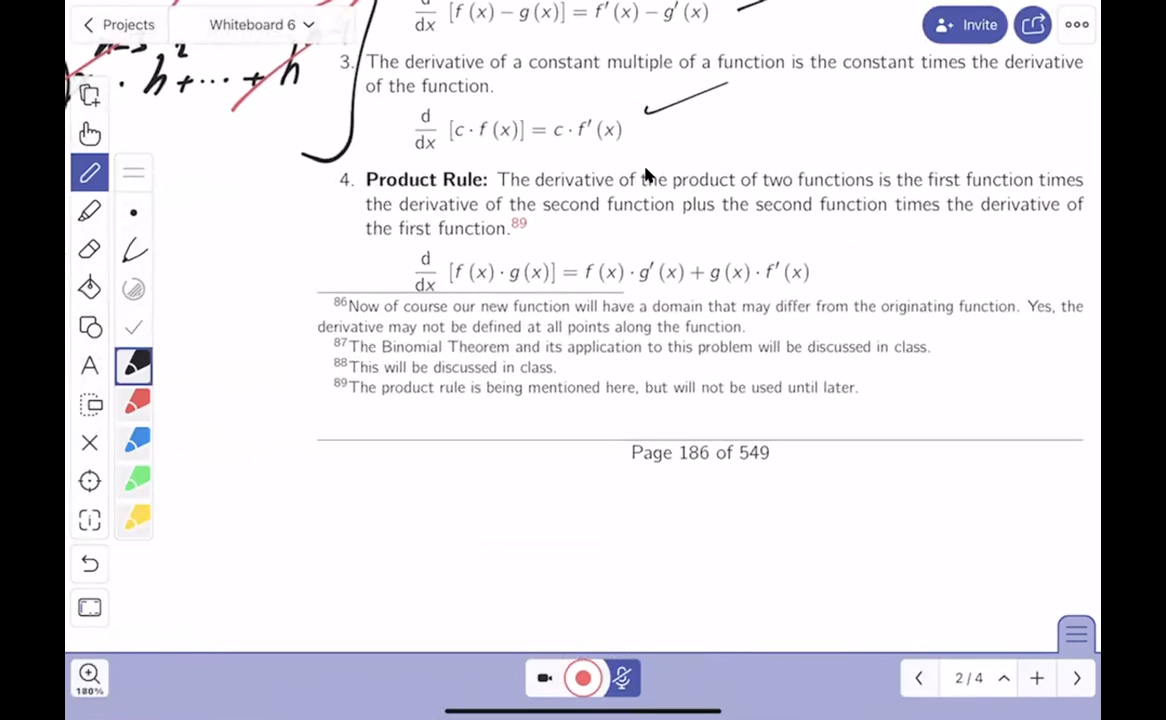 Projects
Whiteboard 6
Invite
d/dx [f (x) − g (x)] = f′ (x) − g′ (x)
· h² + ··· + h
3. The derivative of a constant multiple of a function is the constant times the derivative
of the function.
d/dx [c · f (x)] = c · f′ (x)
4. Product Rule: The derivative of the product of two functions is the first function times
the derivative of the second function plus the second function times the derivative of
the first function.89
d/dx [f (x) · g (x)] = f (x) · g′ (x) + g (x) · f′ (x)
86Now of course our new function will have a domain that may differ from the originating function. Yes, the
derivative may not be defined at all points along the function.
87The Binomial Theorem and its application to this problem will be discussed in class.
88This will be discussed in class.
89The product rule is being mentioned here, but will not be used until later.
Page 186 of 549
180%
2/4